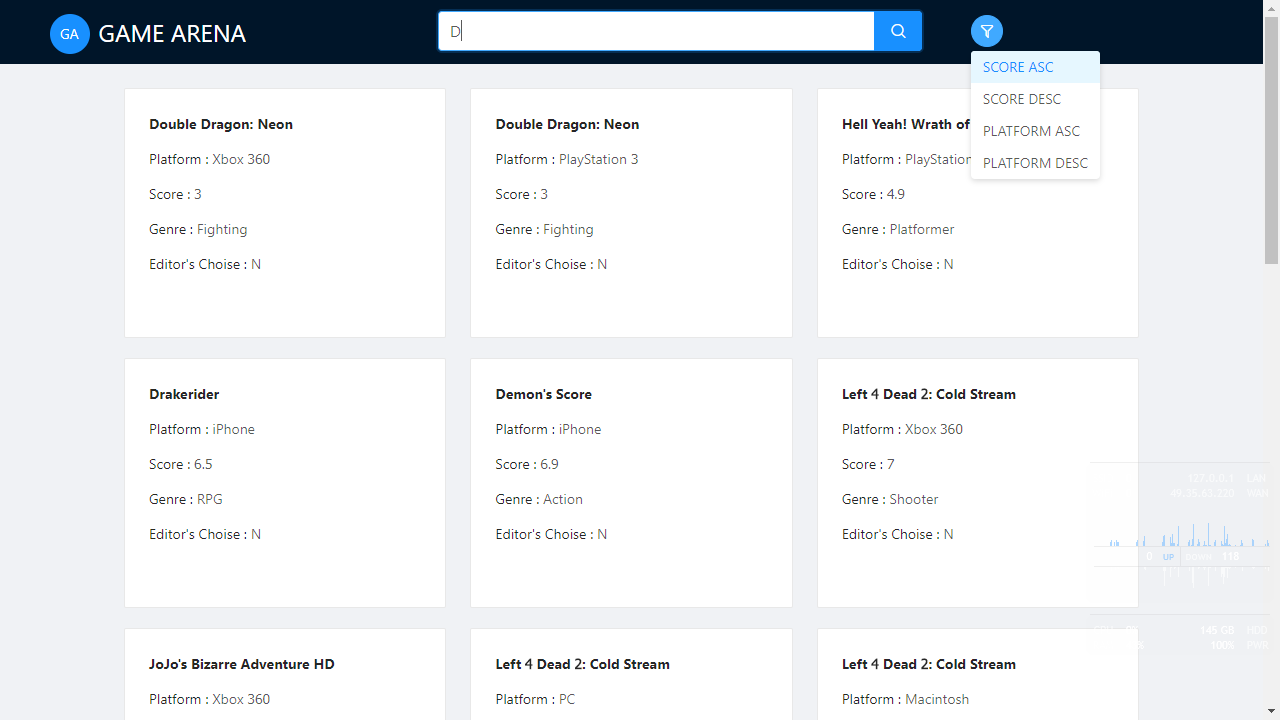 GA GAME ARENA
D
SCORE ASC
SCORE DESC
PLATFORM ASC
PLATFORM DESC
Double Dragon: Neon
Platform : Xbox 360
Score : 3
Genre : Fighting
Editor's Choise : N
Double Dragon: Neon
Platform : PlayStation 3
Score : 3
Genre : Fighting
Editor's Choise : N
Hell Yeah! Wrath of
Platform : PlayStation
Score : 4.9
Genre : Platformer
Editor's Choise : N
Drakerider
Platform : iPhone
Score : 6.5
Genre : RPG
Editor's Choise : N
Demon's Score
Platform : iPhone
Score : 6.9
Genre : Action
Editor's Choise : N
Left 4 Dead 2: Cold Stream
Platform : Xbox 360
Score : 7
Genre : Shooter
Editor's Choise : N
JoJo's Bizarre Adventure HD
Platform : Xbox 360
Left 4 Dead 2: Cold Stream
Platform : PC
Left 4 Dead 2: Cold Stream
Platform : Macintosh
127.0.0.1 LAN
WAN
0 UP DOWN 118
145 GB HDD
100% PWR